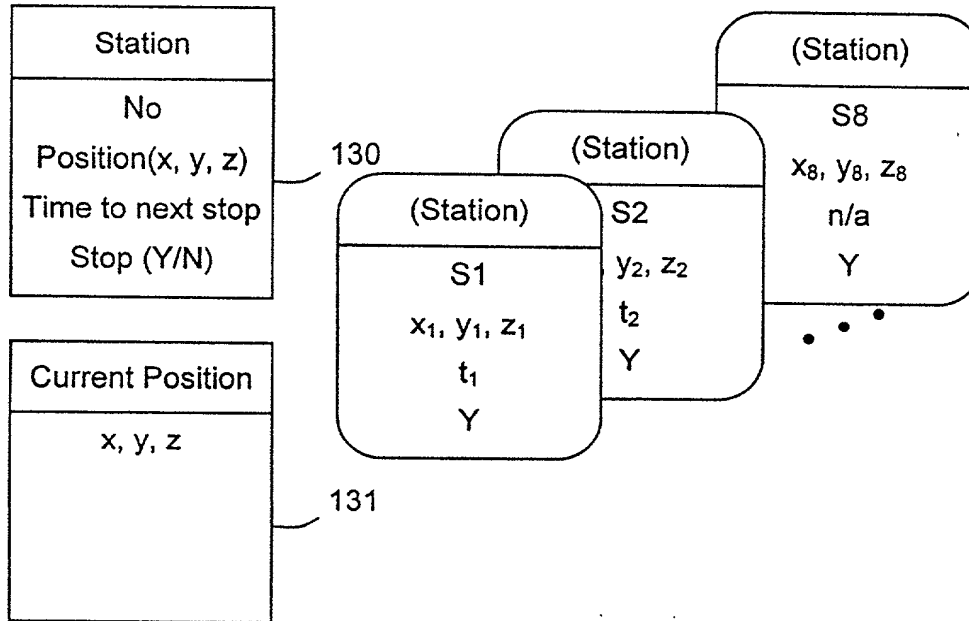 Station
No
Position(x, y, z)
Time to next stop
Stop (Y/N)
130
Current Position
x, y, z
131
(Station)
S1
x₁, y₁, z₁
t₁
Y
(Station)
S2
y₂, z₂
t₂
Y
(Station)
S8
x₈, y₈, z₈
n/a
Y